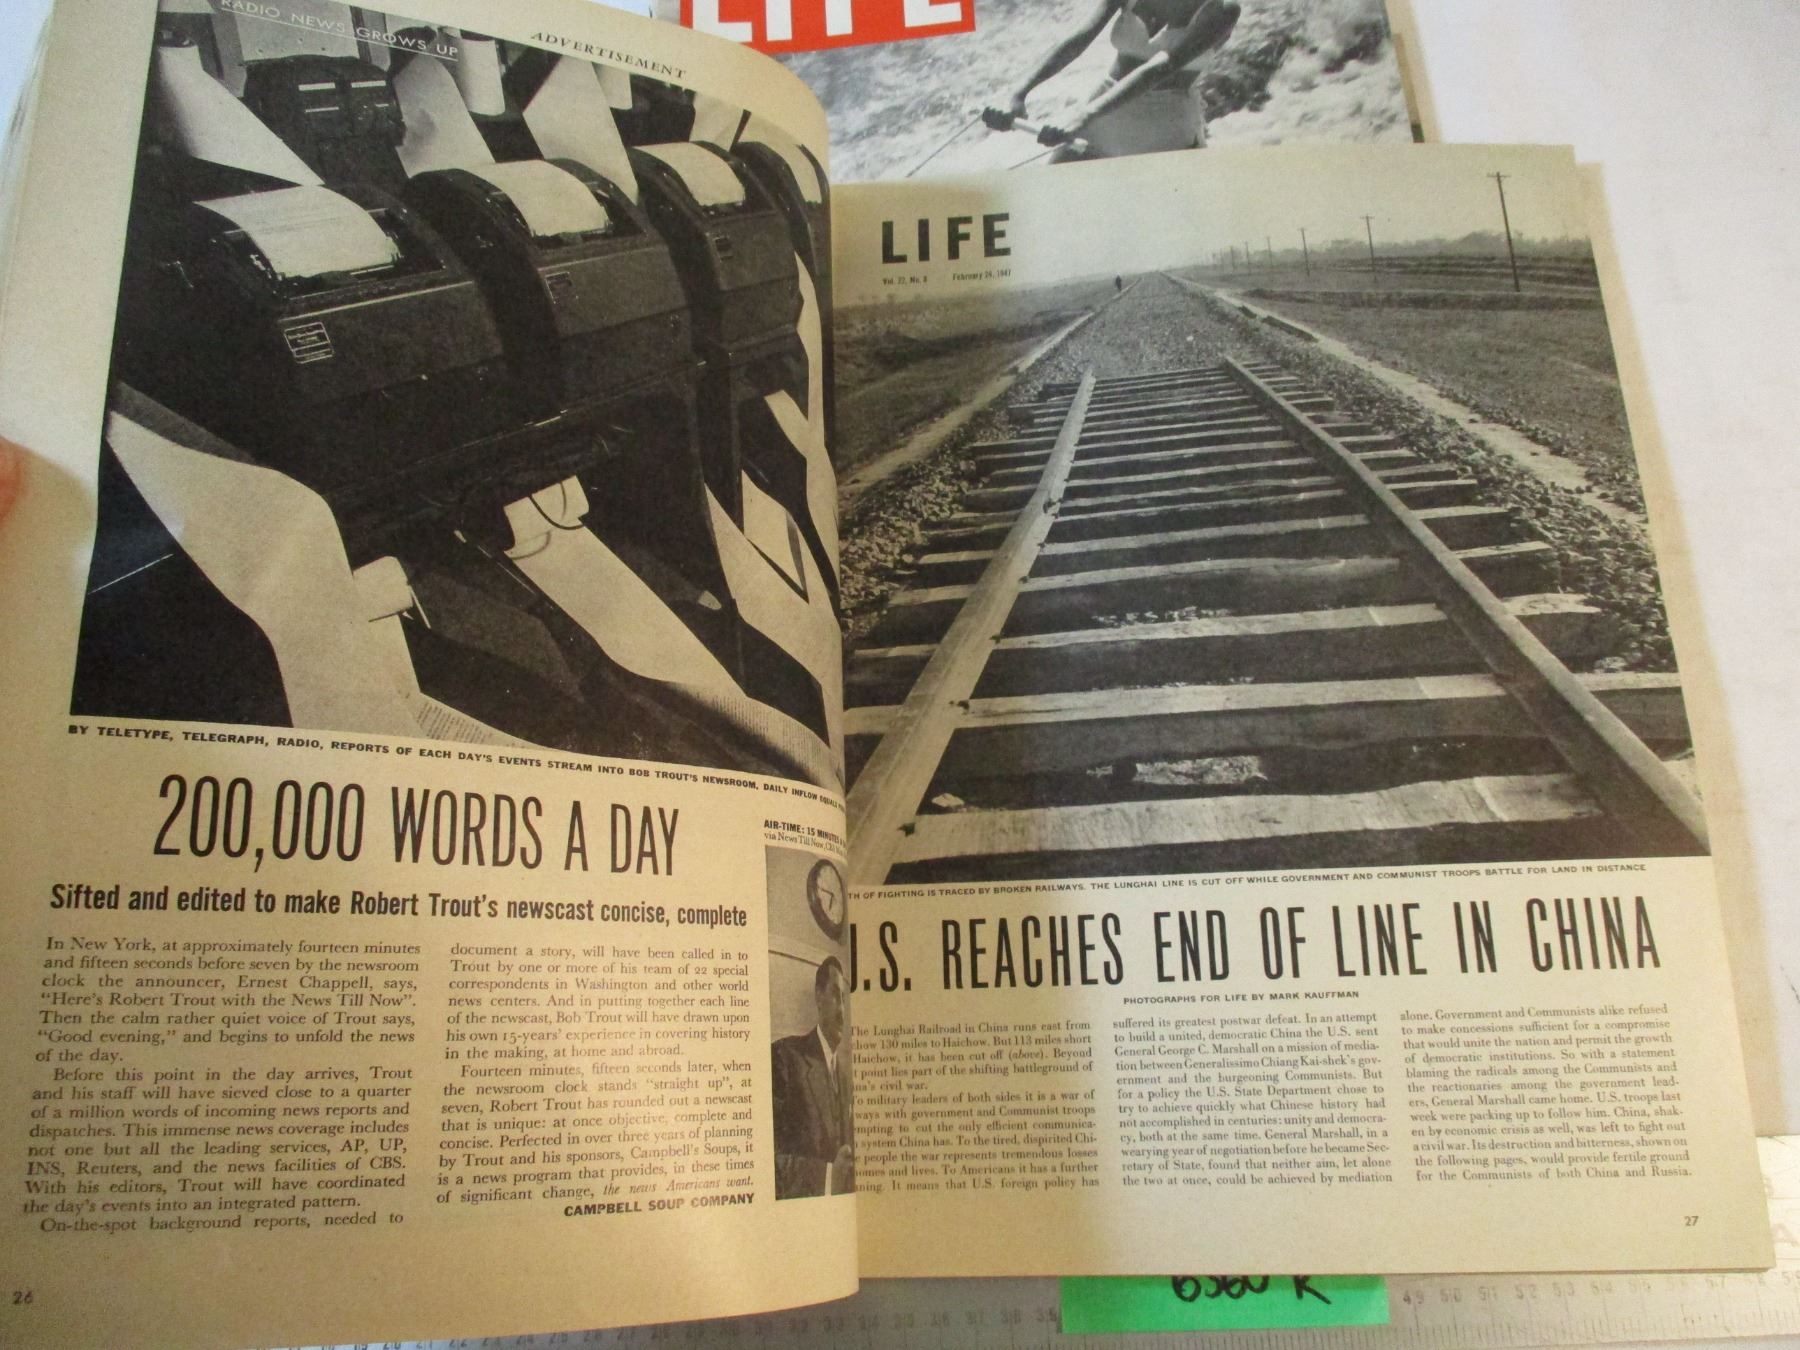 LIFE
RADIO NEWS GROWS UP
ADVERTISEMENT
BY TELETYPE, TELEGRAPH, RADIO, REPORTS OF EACH DAY'S EVENTS STREAM INTO BOB TROUT'S NEWSROOM. DAILY INFLOW EQUALS
200,000 WORDS A DAY
Sifted and edited to make Robert Trout's newscast concise, complete
In New York, at approximately fourteen minutes
and fifteen seconds before seven by the newsroom
clock the announcer, Ernest Chappell, says,
"Here's Robert Trout with the News Till Now".
Then the calm rather quiet voice of Trout says,
"Good evening," and begins to unfold the news
of the day.
Before this point in the day arrives, Trout
and his staff will have sieved close to a quarter
of a million words of incoming news reports and
dispatches. This immense news coverage includes
not one but all the leading services, AP, UP,
INS, Reuters, and the news facilities of CBS.
With his editors, Trout will have coordinated
the day's events into an integrated pattern.
On-the-spot background reports, needed to
document a story, will have been called in to
Trout by one or more of his team of 22 special
correspondents in Washington and other world
news centers. And in putting together each line
of the newscast, Bob Trout will have drawn upon
his own 15-years' experience in covering history
in the making, at home and abroad.
Fourteen minutes, fifteen seconds later, when
the newsroom clock stands "straight up", at
seven, Robert Trout has rounded out a newscast
that is unique: at once objective, complete and
concise. Perfected in over three years of planning
by Trout and his sponsors, Campbell's Soups, it
is a news program that provides, in these times
of significant change, the news Americans want.
CAMPBELL SOUP COMPANY
AIR-TIME: 15 MINUTES
via News Till Now, CBS
26
LIFE
Vol. 22, No. 8 February 24, 1947
OF FIGHTING IS TRACED BY BROKEN RAILWAYS. THE LUNGHAI LINE IS CUT OFF WHILE GOVERNMENT AND COMMUNIST TROOPS BATTLE FOR LAND IN DISTANCE
U.S. REACHES END OF LINE IN CHINA
PHOTOGRAPHS FOR LIFE BY MARK KAUFFMAN
The Lunghai Railroad in China runs east from
chow 130 miles to Haichow. But 113 miles short
Haichow, it has been cut off (above). Beyond
point lies part of the shifting battleground of
na's civil war.
To military leaders of both sides it is a war of
ways with government and Communist troops
mpting to cut the only efficient communica-
system China has. To the tired, dispirited Chi-
people the war represents tremendous losses
homes and lives. To Americans it has a further
ning. It means that U.S. foreign policy has
suffered its greatest postwar defeat. In an attempt
to build a united, democratic China the U.S. sent
General George C. Marshall on a mission of media-
tion between Generalissimo Chiang Kai-shek's gov-
ernment and the burgeoning Communists. But
for a policy the U.S. State Department chose to
try to achieve quickly what Chinese history had
not accomplished in centuries: unity and democra-
cy, both at the same time. General Marshall, in a
wearying year of negotiation before he became Sec-
retary of State, found that neither aim, let alone
the two at once, could be achieved by mediation
alone. Government and Communists alike refused
to make concessions sufficient for a compromise
that would unite the nation and permit the growth
of democratic institutions. So with a statement
blaming the radicals among the Communists and
the reactionaries among the government lead-
ers, General Marshall came home. U.S. troops last
week were packing up to follow him. China, shak-
en by economic crisis as well, was left to fight out
a civil war. Its destruction and bitterness, shown on
the following pages, would provide fertile ground
for the Communists of both China and Russia.
27
49 50 51 52 53 54 55 56 57 58